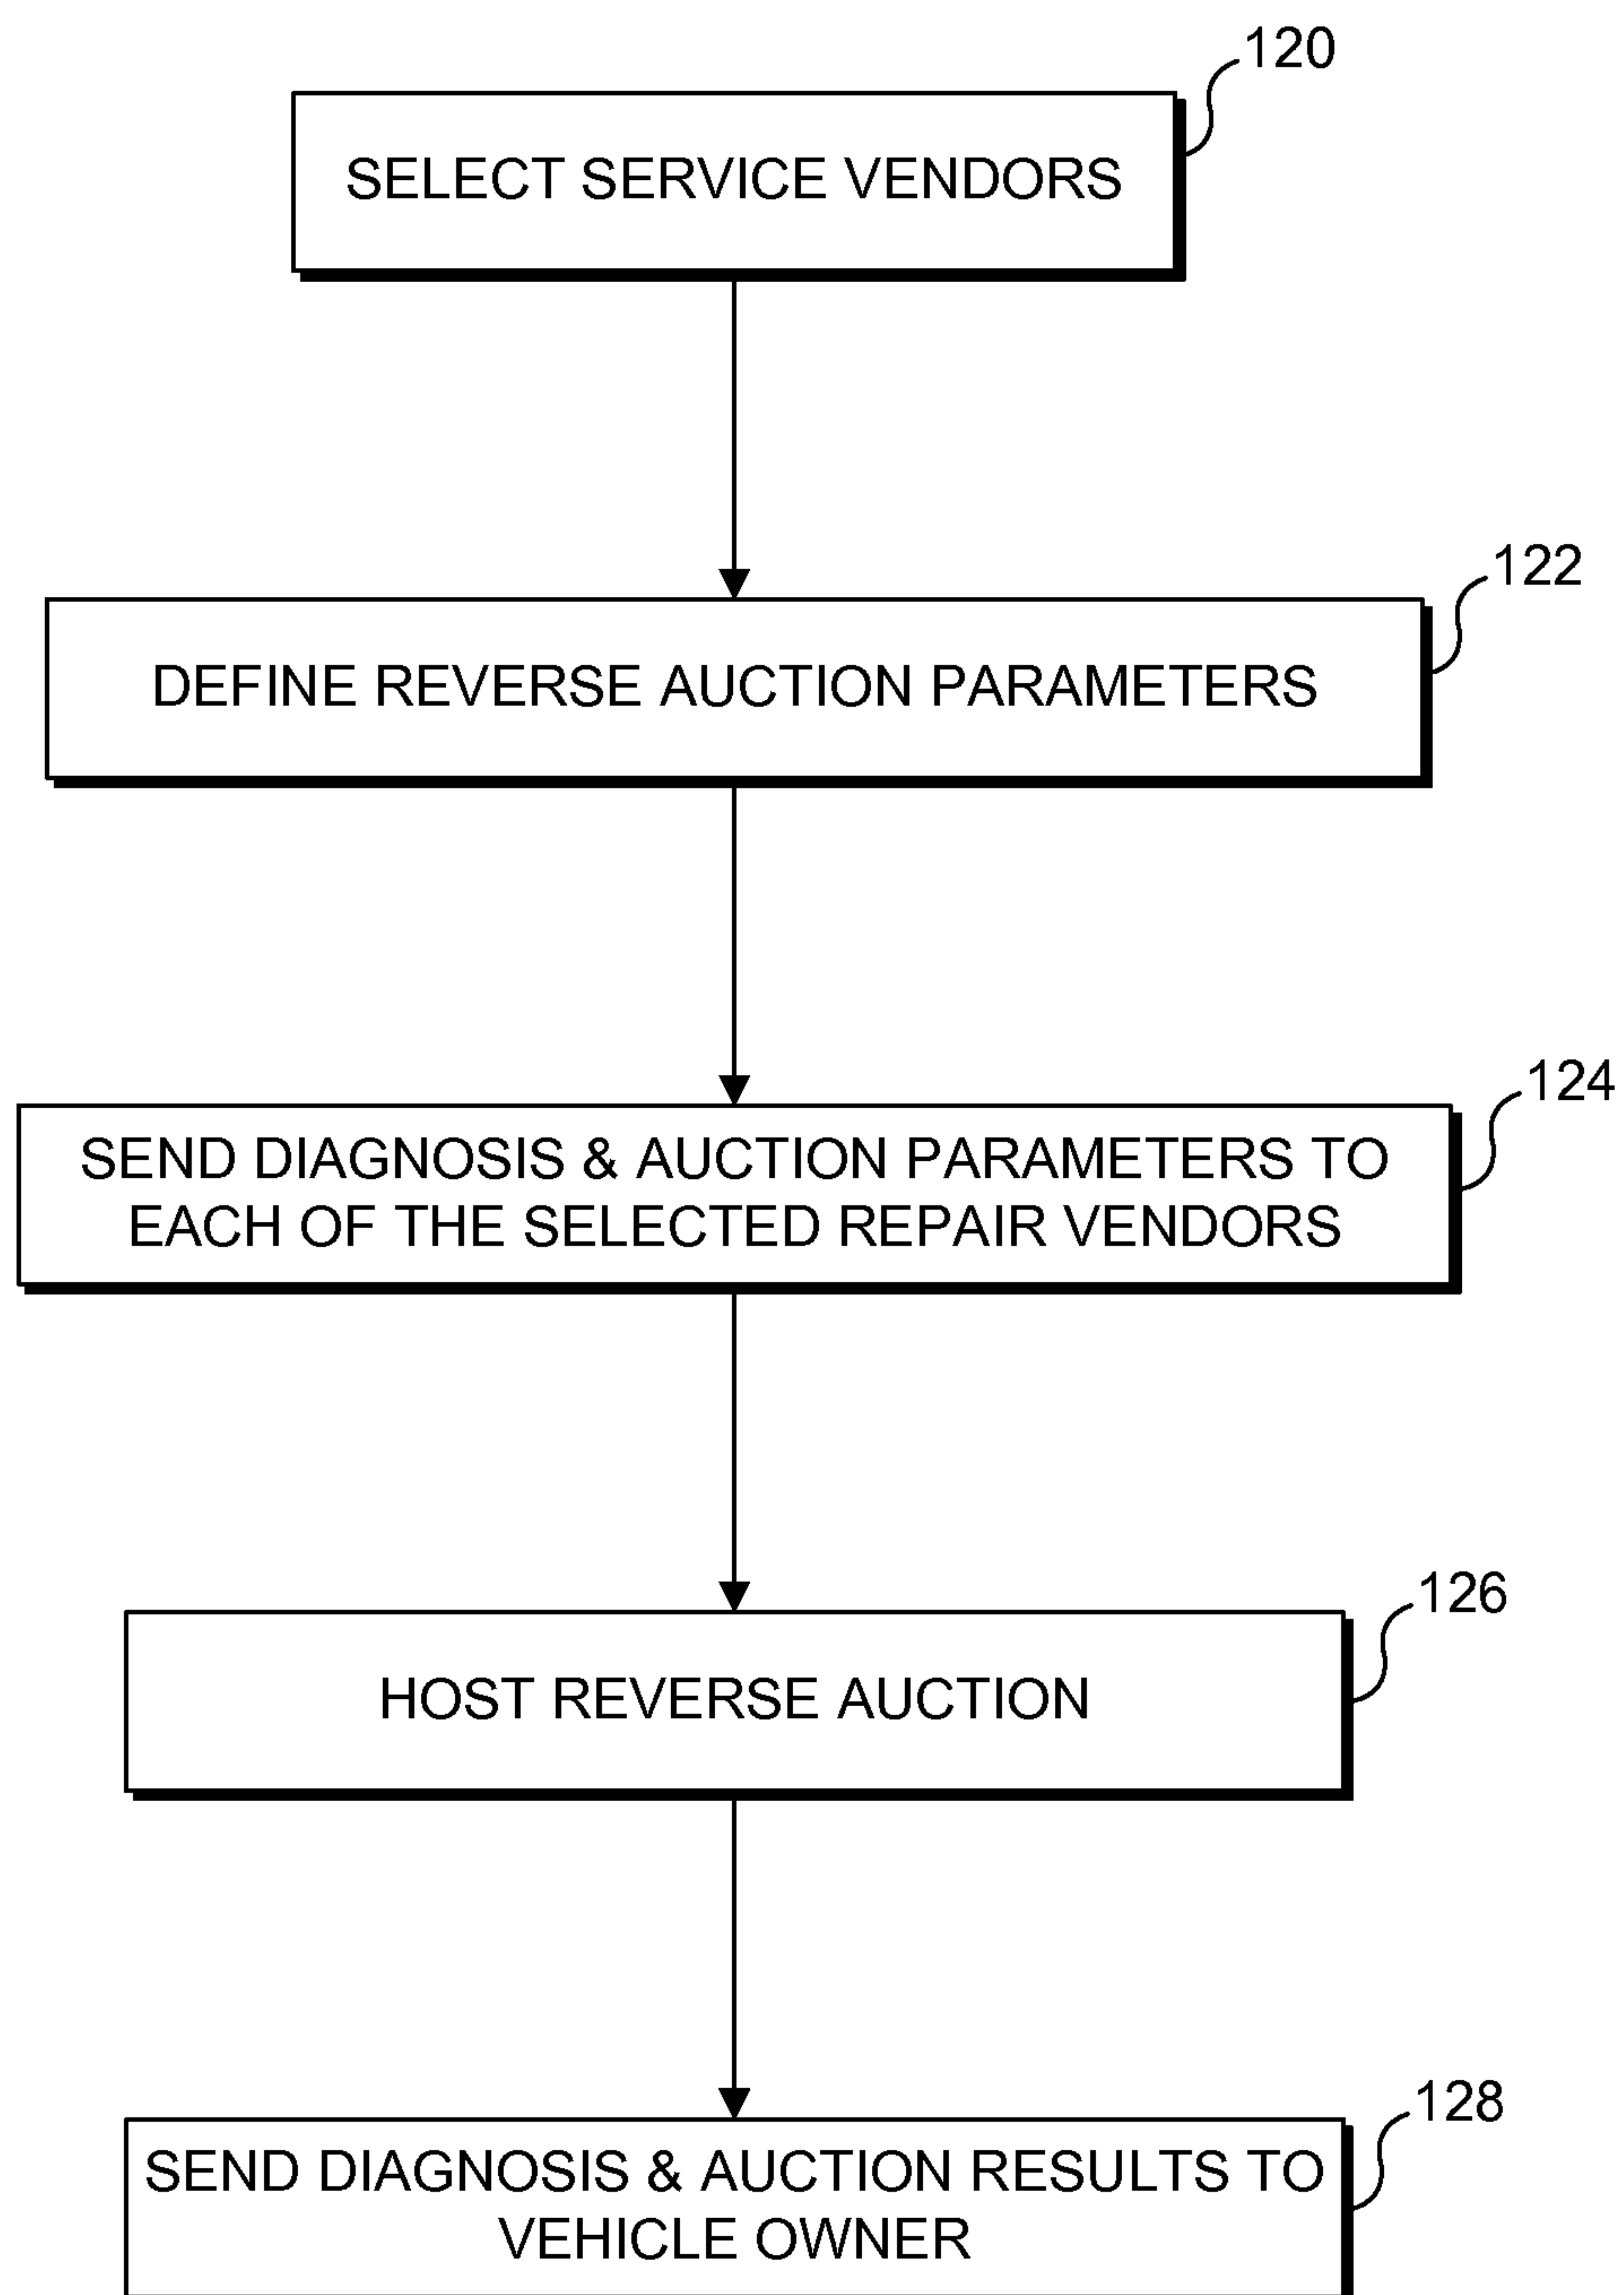 120
SELECT SERVICE VENDORS
122
DEFINE REVERSE AUCTION PARAMETERS
124
SEND DIAGNOSIS & AUCTION PARAMETERS TO
EACH OF THE SELECTED REPAIR VENDORS
126
HOST REVERSE AUCTION
128
SEND DIAGNOSIS & AUCTION RESULTS TO
VEHICLE OWNER